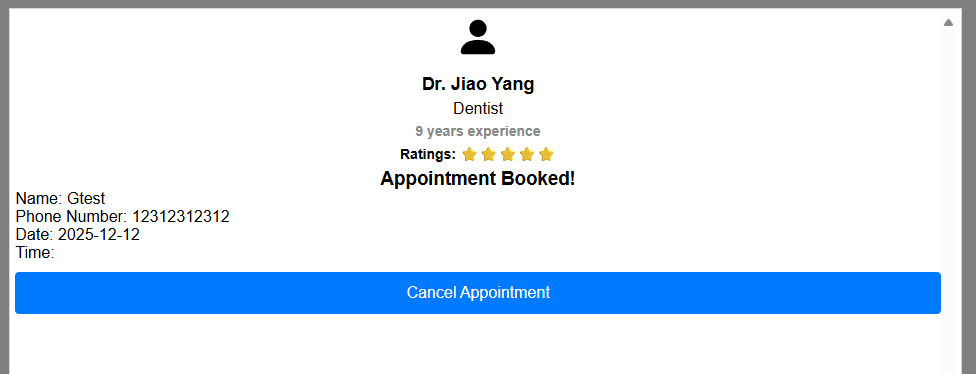 Dr. Jiao Yang
Dentist
9 years experience
Ratings: ⭐⭐⭐⭐⭐
Appointment Booked!
Name: Gtest
Phone Number: 12312312312
Date: 2025-12-12
Time:
Cancel Appointment